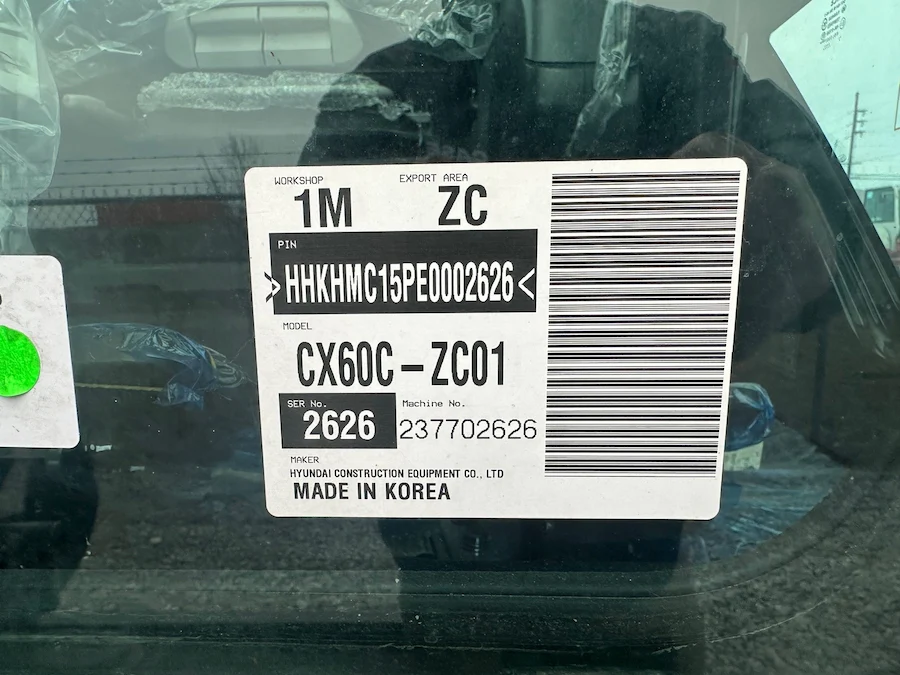 WORKSHOP EXPORT AREA
1M ZC
PIN
>HHKHMC15PE0002626<
MODEL
CX60C-ZC01
SER No. Machine No.
2626 237702626
MAKER
HYUNDAI CONSTRUCTION EQUIPMENT CO., LTD
MADE IN KOREA